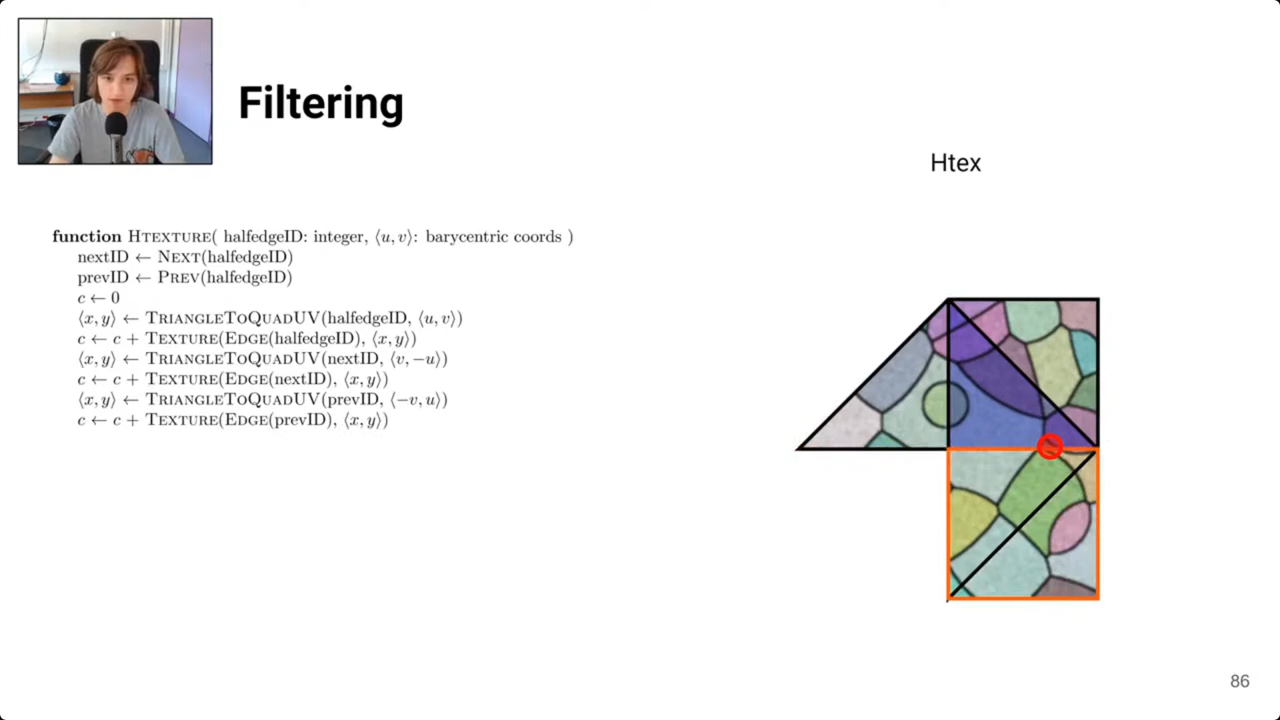 Filtering
Htex
function HTEXTURE( halfedgeID: integer, ⟨u, v⟩: barycentric coords )
nextID ← NEXT(halfedgeID)
prevID ← PREV(halfedgeID)
c ← 0
⟨x, y⟩ ← TRIANGLETOQUADUV(halfedgeID, ⟨u, v⟩)
c ← c + TEXTURE(EDGE(halfedgeID), ⟨x, y⟩)
⟨x, y⟩ ← TRIANGLETOQUADUV(nextID, ⟨v, −u⟩)
c ← c + TEXTURE(EDGE(nextID), ⟨x, y⟩)
⟨x, y⟩ ← TRIANGLETOQUADUV(prevID, ⟨−v, u⟩)
c ← c + TEXTURE(EDGE(prevID), ⟨x, y⟩)
86